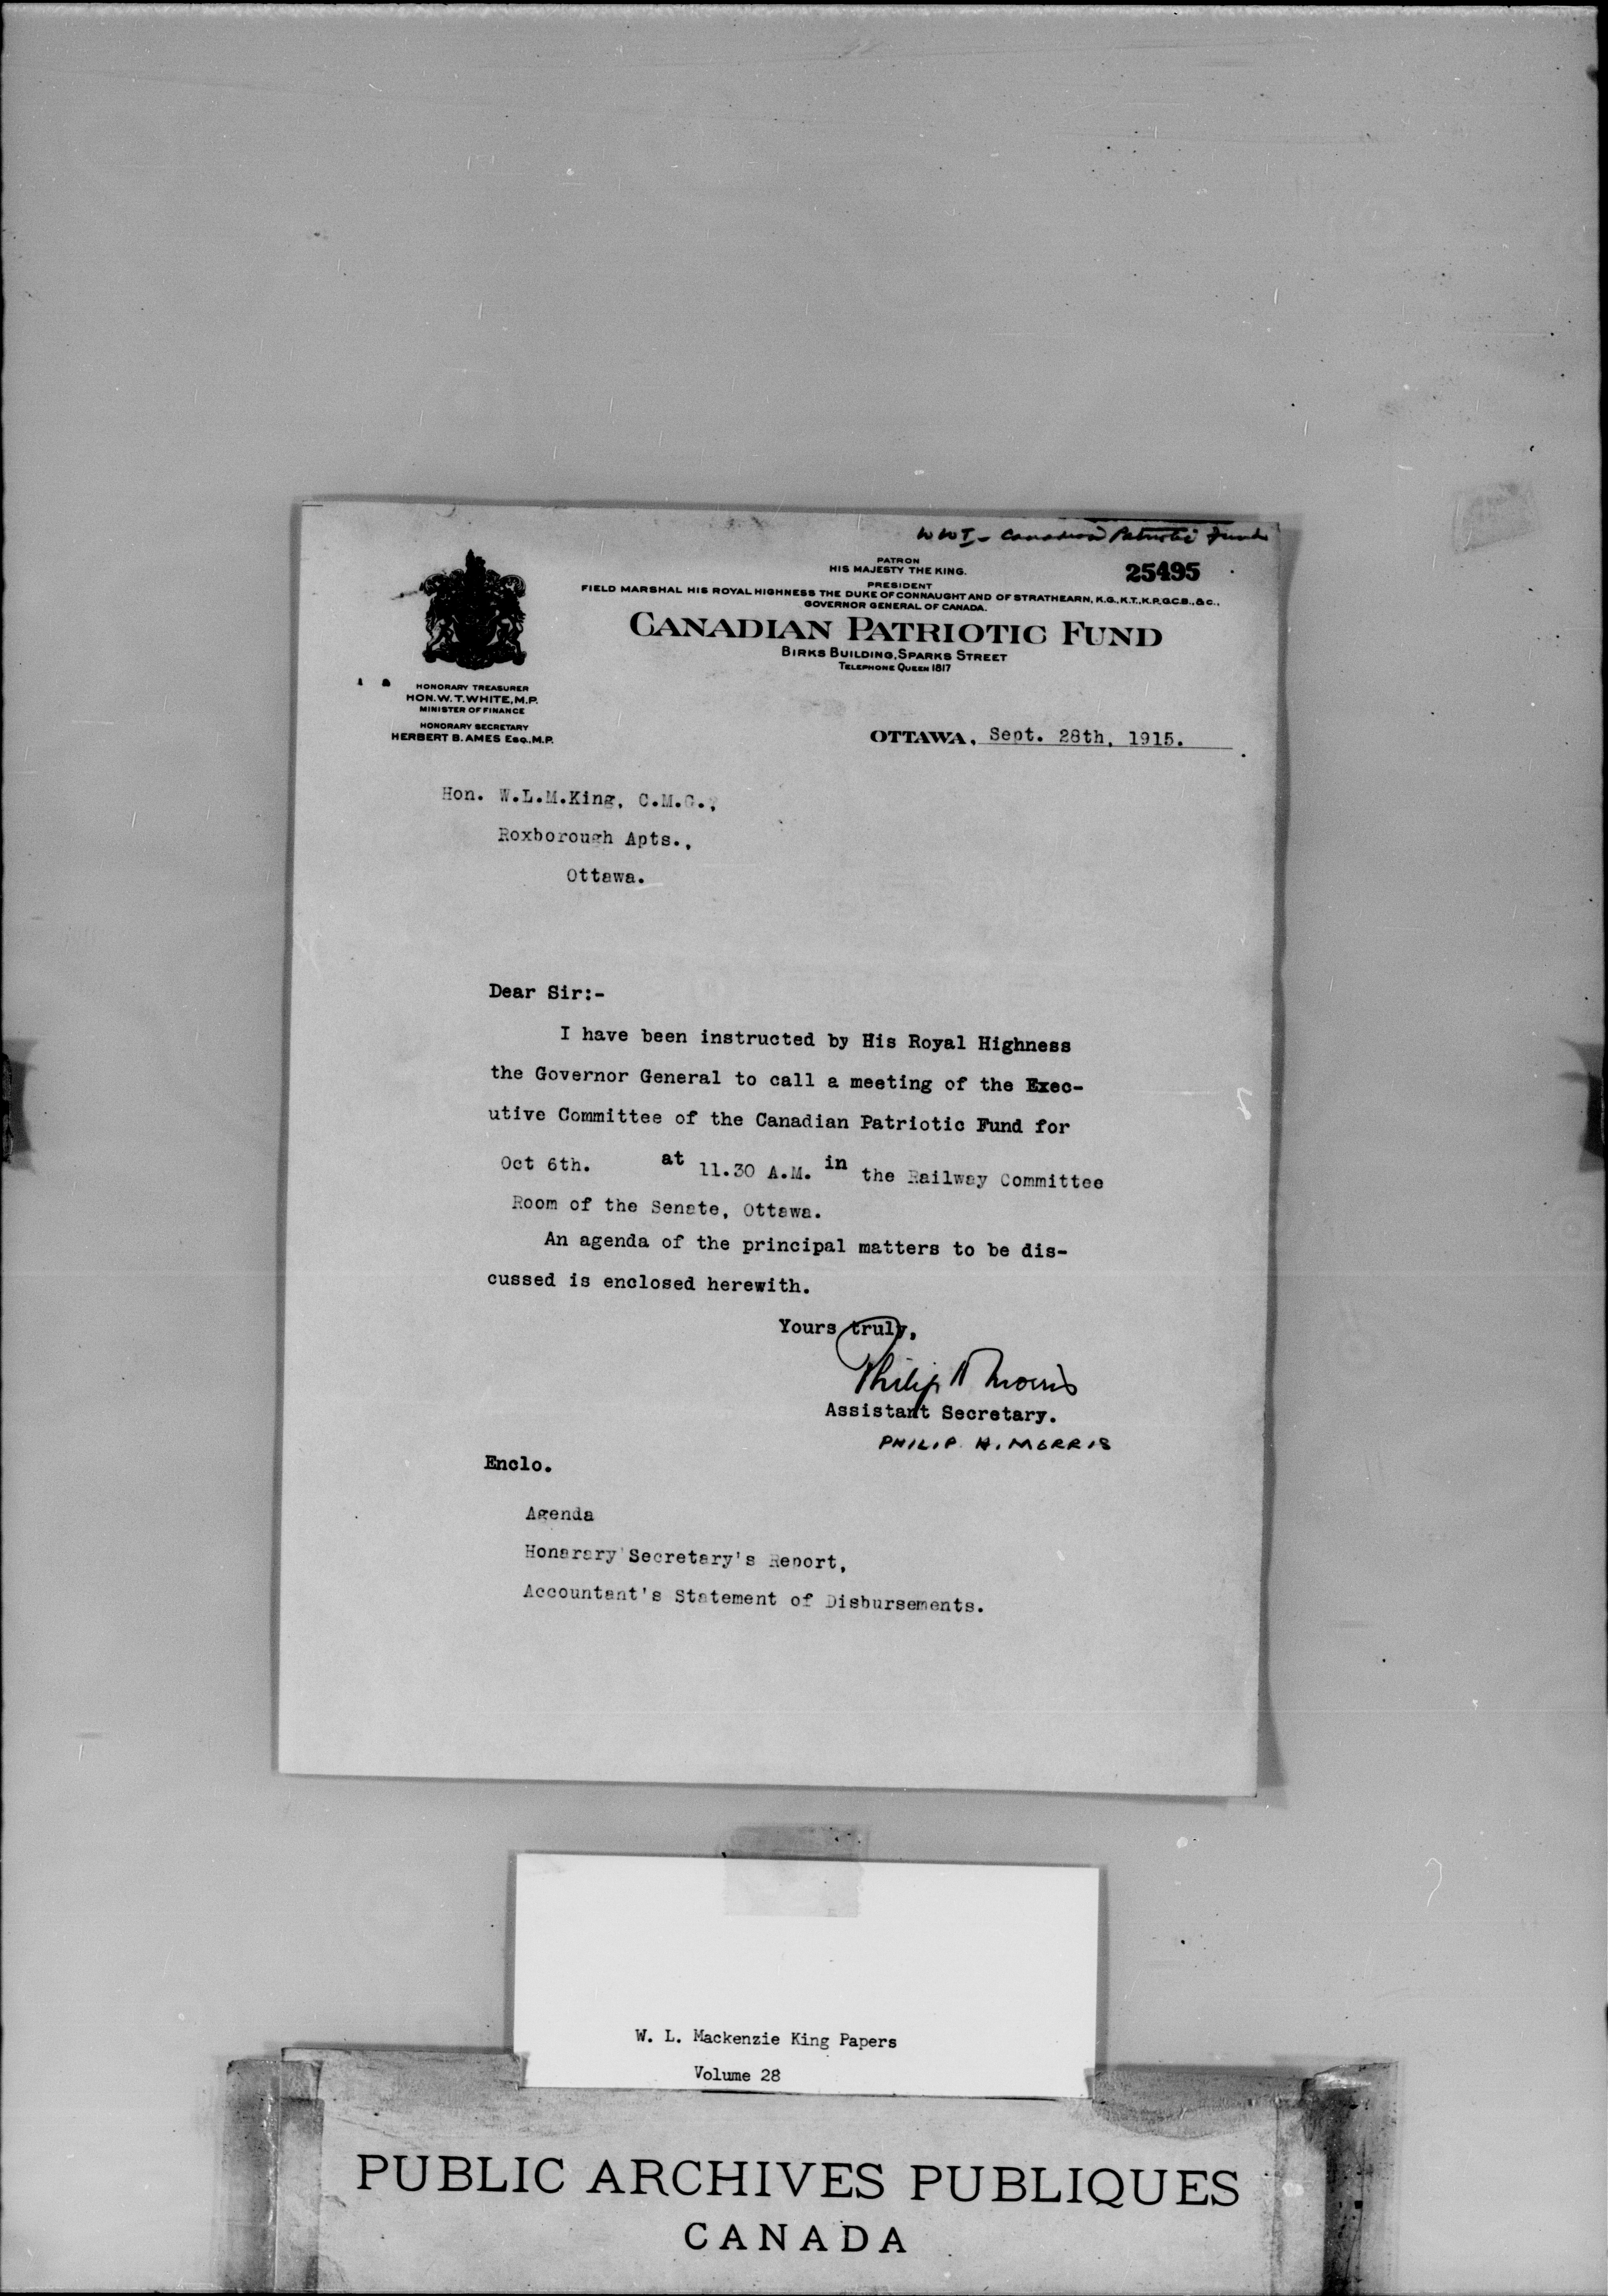 WWI - Canadian Patriotic Fund
25495
PATRON
HIS MAJESTY THE KING.
PRESIDENT
FIELD MARSHAL HIS ROYAL HIGHNESS THE DUKE OF CONNAUGHT AND OF STRATHEARN, K.G.,K.T.,K.P.,G.C.B.,&C.,
GOVERNOR GENERAL OF CANADA.
CANADIAN PATRIOTIC FUND
BIRKS BUILDING, SPARKS STREET
TELEPHONE QUEEN 1817
HONORARY TREASURER
HON. W. T. WHITE, M.P.
MINISTER OF FINANCE
HONORARY SECRETARY
HERBERT B. AMES ESQ., M.P.
OTTAWA, Sept. 28th, 1915.
Hon. W.L.M.King, C.M.G.,
Roxborough Apts.,
Ottawa.
Dear Sir:-
I have been instructed by His Royal Highness
the Governor General to call a meeting of the Exec-
utive Committee of the Canadian Patriotic Fund for
Oct 6th. at 11.30 A.M. in the Railway Committee
Room of the Senate, Ottawa.
An agenda of the principal matters to be dis-
cussed is enclosed herewith.
Yours truly,
Philip H Morris
Assistant Secretary.
PHILIP H. MORRIS
Enclo.
Agenda
Honarary Secretary's Report,
Accountant's Statement of Disbursements.
W. L. Mackenzie King Papers
Volume 28
PUBLIC ARCHIVES PUBLIQUES
CANADA